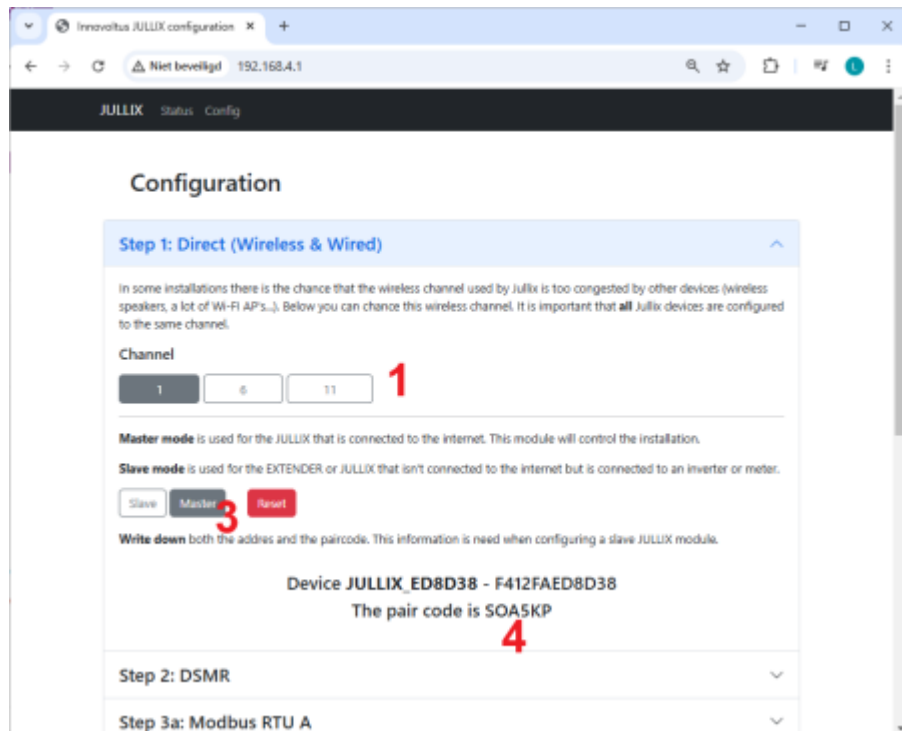 Innovoltus JULLIX configuration
Niet beveiligd 192.168.4.1
L
JULLIX Status Config
Configuration
Step 1: Direct (Wireless & Wired)
In some installations there is the chance that the wireless channel used by Jullix is too congested by other devices (wireless
speakers, a lot of Wi-Fi AP's...). Below you can chance this wireless channel. It is important that all Jullix devices are configured
to the same channel.
Channel
1 6 11 1
Master mode is used for the JULLIX that is connected to the internet. This module will control the installation.
Slave mode is used for the EXTENDER or JULLIX that isn't connected to the internet but is connected to an inverter or meter.
Slave Master 3 Reset
Write down both the addres and the paircode. This information is need when configuring a slave JULLIX module.
Device JULLIX_ED8D38 - F412FAED8D38
The pair code is SOA5KP
4
Step 2: DSMR
Step 3a: Modbus RTU A